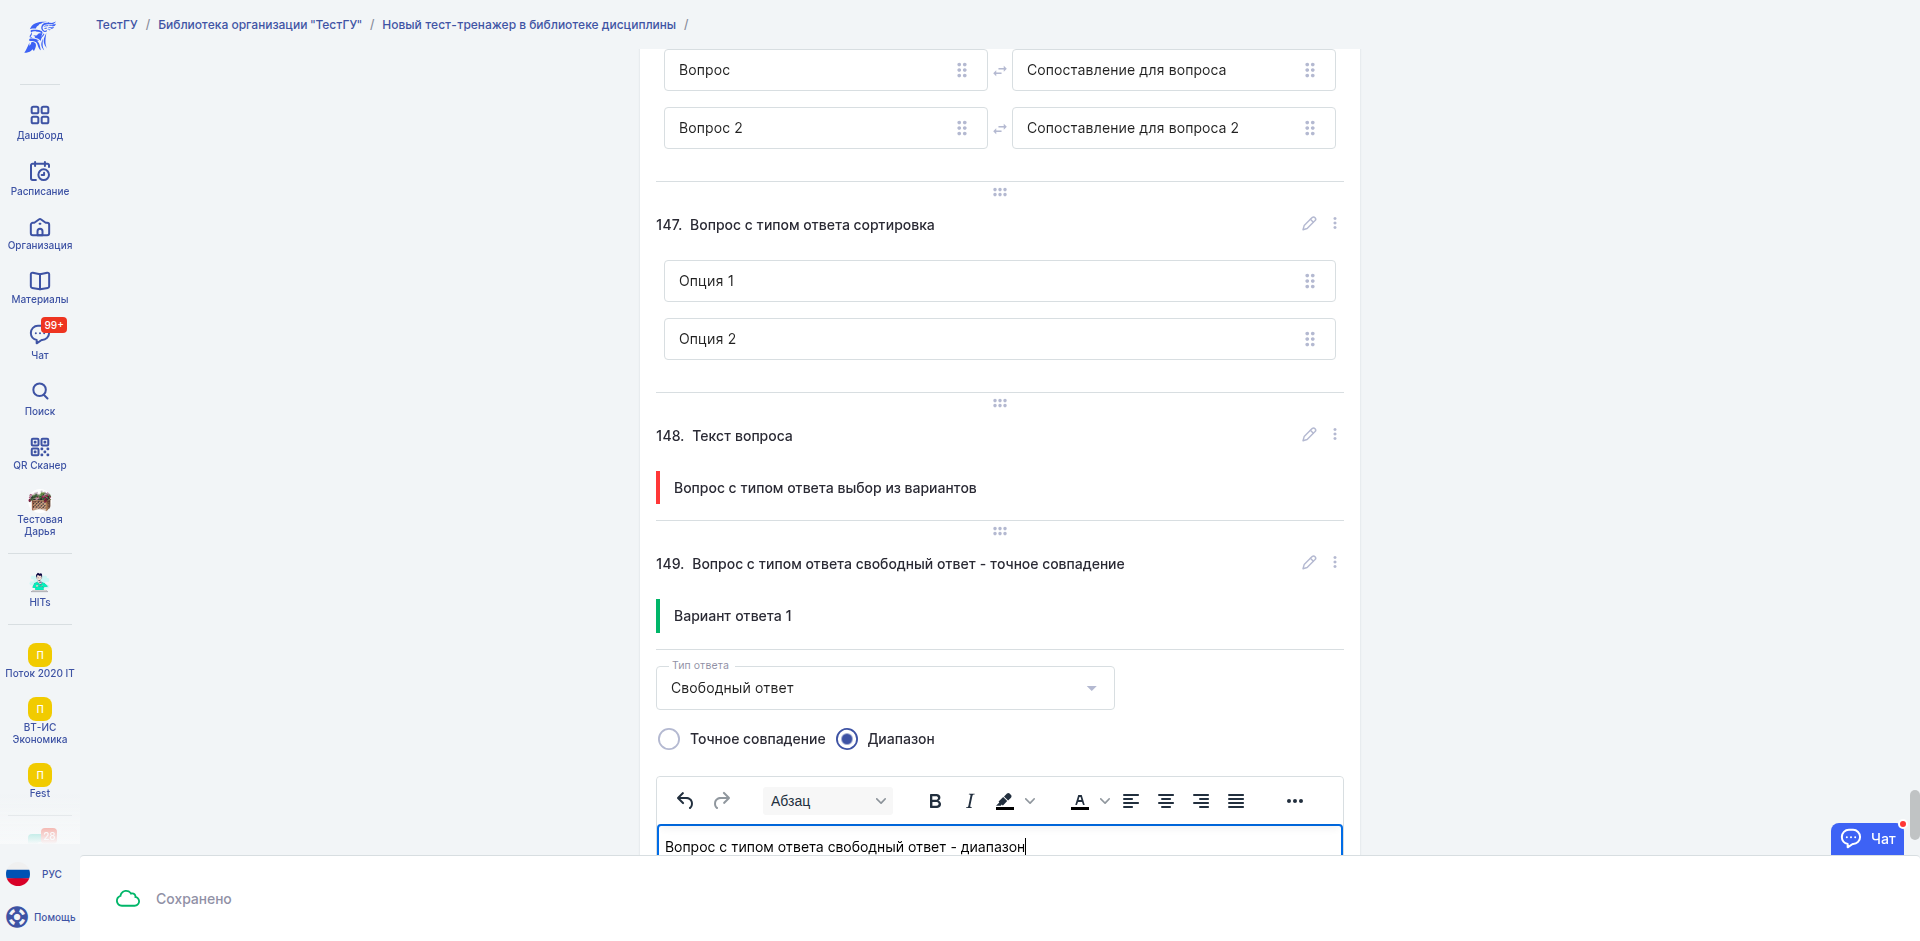 ТестГУ / Библиотека организации "ТестГУ" / Новый тест-тренажер в библиотеке дисциплины /
Дашборд
Расписание
Организация
Материалы
99+
Чат
Поиск
QR Сканер
Тестовая
Дарья
HITs
П
Поток 2020 IT
П
ВТ-ИС
Экономика
П
Fest
28
РУС
Помощь
Вопрос
Сопоставление для вопроса
Вопрос 2
Сопоставление для вопроса 2
147. Вопрос с типом ответа сортировка
Опция 1
Опция 2
148. Текст вопроса
Вопрос с типом ответа выбор из вариантов
149. Вопрос с типом ответа свободный ответ - точное совпадение
Вариант ответа 1
Тип ответа
Свободный ответ
Точное совпадение Диапазон
Абзац
Вопрос с типом ответа свободный ответ - диапазон
Чат
Сохранено